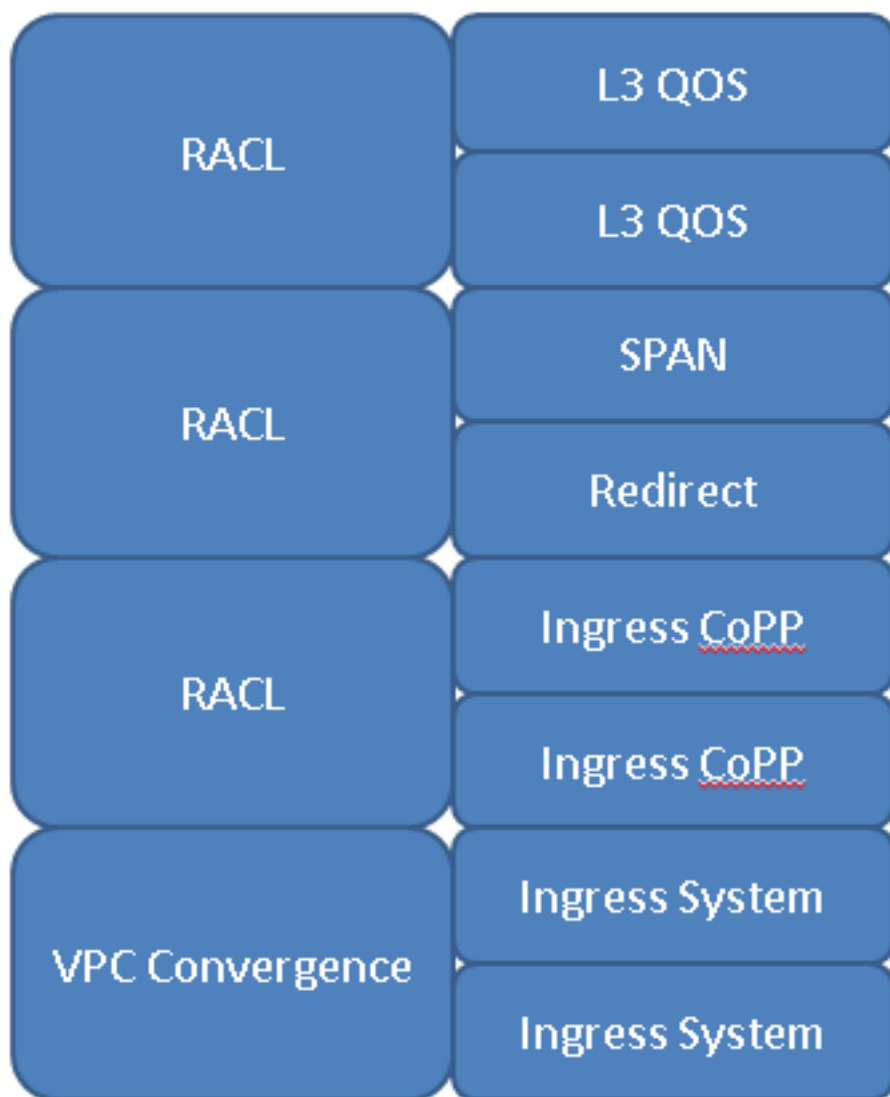 RACL
L3 QOS
L3 QOS
RACL
SPAN
Redirect
RACL
Ingress CoPP
Ingress CoPP
VPC Convergence
Ingress System
Ingress System